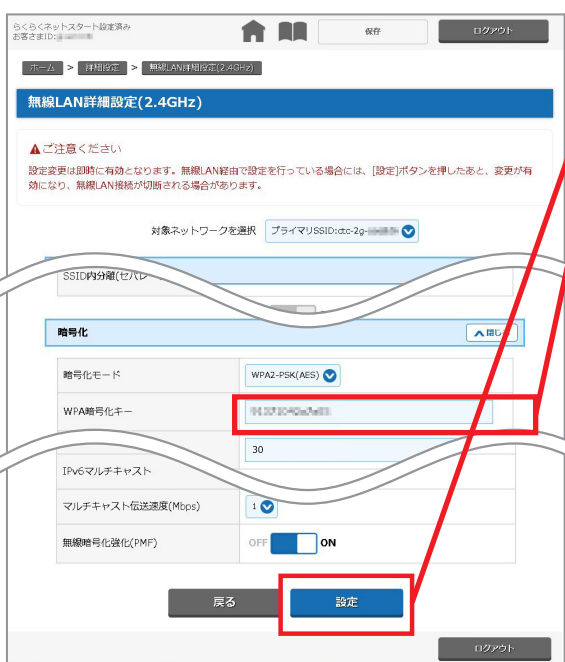 らくらくネットスタート設定済み
お客さまID:
保存
ログアウト
ホーム > 詳細設定 > 無線LAN詳細設定(2.4GHz)
無線LAN詳細設定(2.4GHz)
ご注意ください
設定変更は即時に有効となります。無線LAN経由で設定を行っている場合には、[設定]ボタンを押したあと、変更が有
効になり、無線LAN接続が切断される場合があります。
対象ネットワークを選択 プライマリSSID:ctc-2g-
SSID内分離(セパレー
暗号化
閉じ
暗号化モード WPA2-PSK(AES)
WPA暗号化キー
30
IPv6マルチキャスト
マルチキャスト伝送速度(Mbps) 1
無線暗号化強化(PMF) OFF ON
戻る 設定
ログアウト